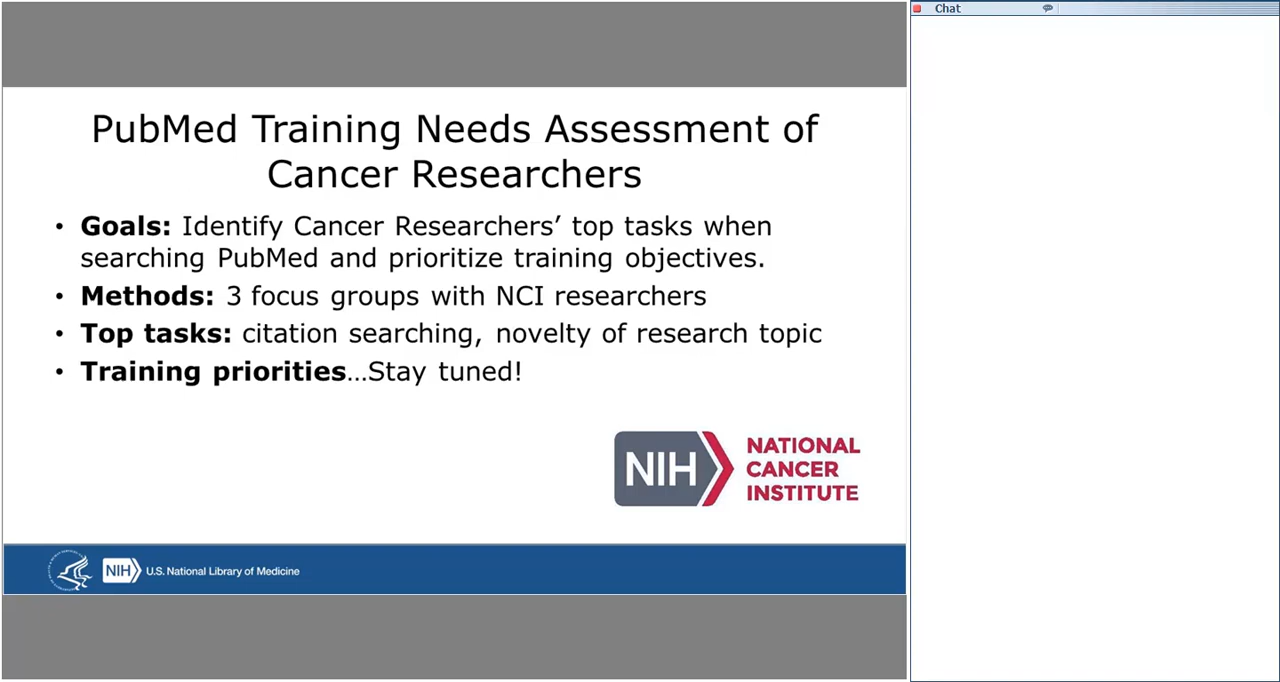 Chat
PubMed Training Needs Assessment of
Cancer Researchers
• Goals: Identify Cancer Researchers’ top tasks when
searching PubMed and prioritize training objectives.
• Methods: 3 focus groups with NCI researchers
• Top tasks: citation searching, novelty of research topic
• Training priorities…Stay tuned!
NIH
NATIONAL
CANCER
INSTITUTE
NIH U.S. National Library of Medicine